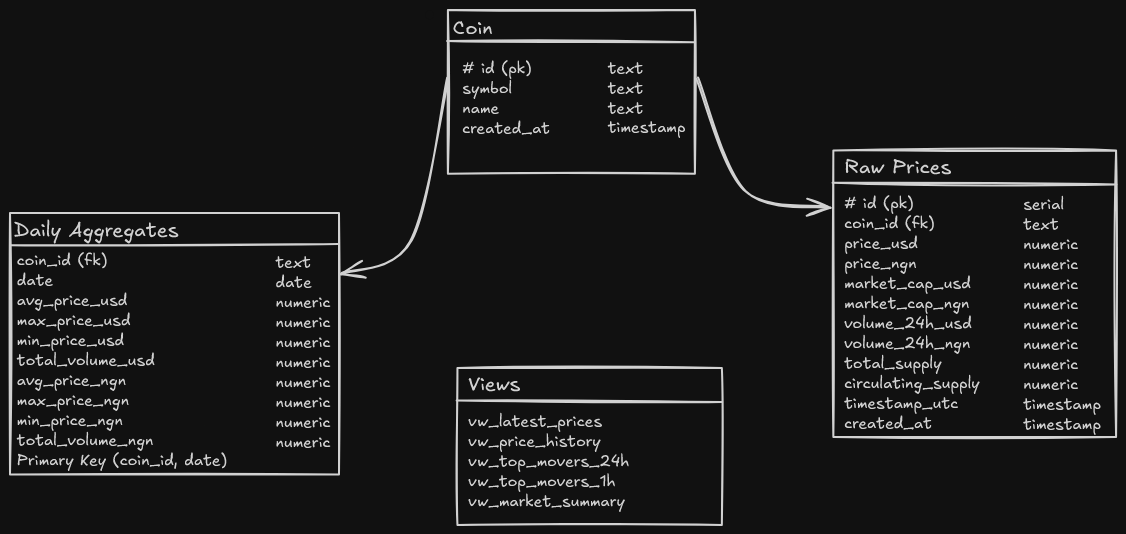 Coin
# id (pk) text
symbol text
name text
created_at timestamp
Raw Prices
# id (pk) serial
coin_id (fk) text
price_usd numeric
price_ngn numeric
market_cap_usd numeric
market_cap_ngn numeric
volume_24h_usd numeric
volume_24h_ngn numeric
total_supply numeric
circulating_supply numeric
timestamp_utc timestamp
created_at timestamp
Daily Aggregates
coin_id (fk) text
date date
avg_price_usd numeric
max_price_usd numeric
min_price_usd numeric
total_volume_usd numeric
avg_price_ngn numeric
max_price_ngn numeric
min_price_ngn numeric
total_volume_ngn numeric
Primary Key (coin_id, date)
Views
vw_latest_prices
vw_price_history
vw_top_movers_24h
vw_top_movers_1h
vw_market_summary